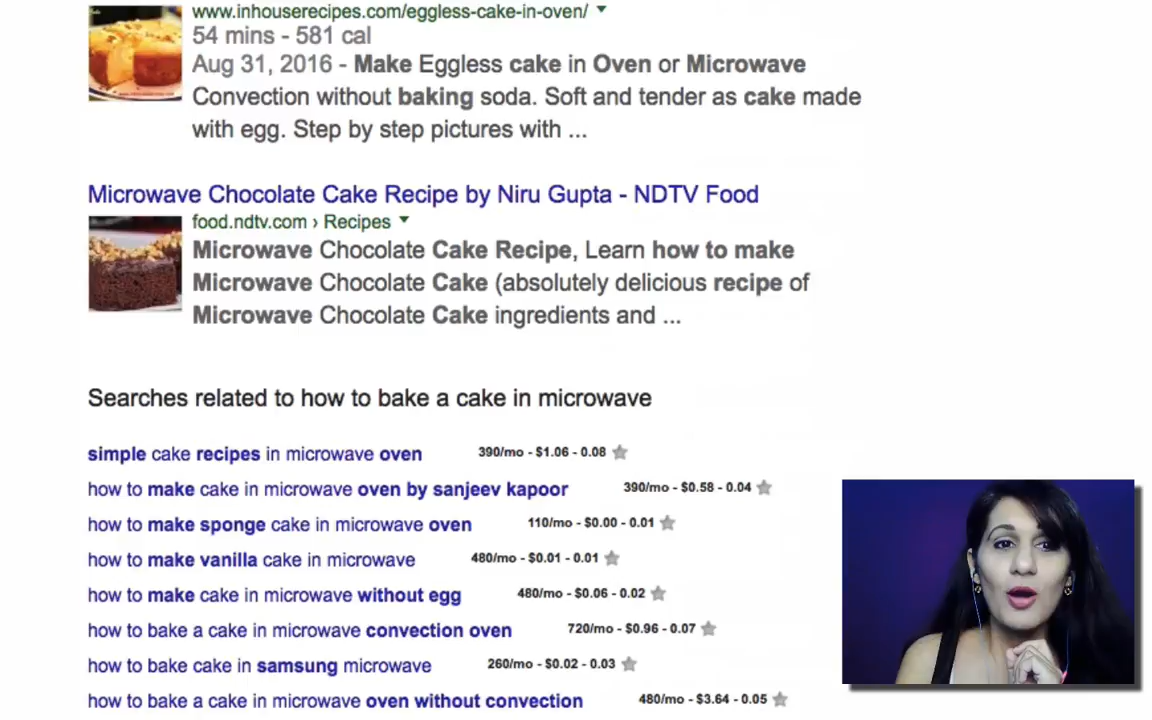 www.inhouserecipes.com/eggless-cake-in-oven/
54 mins - 581 cal
Aug 31, 2016 - Make Eggless cake in Oven or Microwave
Convection without baking soda. Soft and tender as cake made
with egg. Step by step pictures with ...
Microwave Chocolate Cake Recipe by Niru Gupta - NDTV Food
food.ndtv.com › Recipes
Microwave Chocolate Cake Recipe, Learn how to make
Microwave Chocolate Cake (absolutely delicious recipe of
Microwave Chocolate Cake ingredients and ...
Searches related to how to bake a cake in microwave
simple cake recipes in microwave oven 390/mo - $1.06 - 0.08
how to make cake in microwave oven by sanjeev kapoor 390/mo - $0.58 - 0.04
how to make sponge cake in microwave oven 110/mo - $0.00 - 0.01
how to make vanilla cake in microwave 480/mo - $0.01 - 0.01
how to make cake in microwave without egg 480/mo - $0.06 - 0.02
how to bake a cake in microwave convection oven 720/mo - $0.96 - 0.07
how to bake cake in samsung microwave 260/mo - $0.02 - 0.03
how to bake a cake in microwave oven without convection 480/mo - $3.64 - 0.05